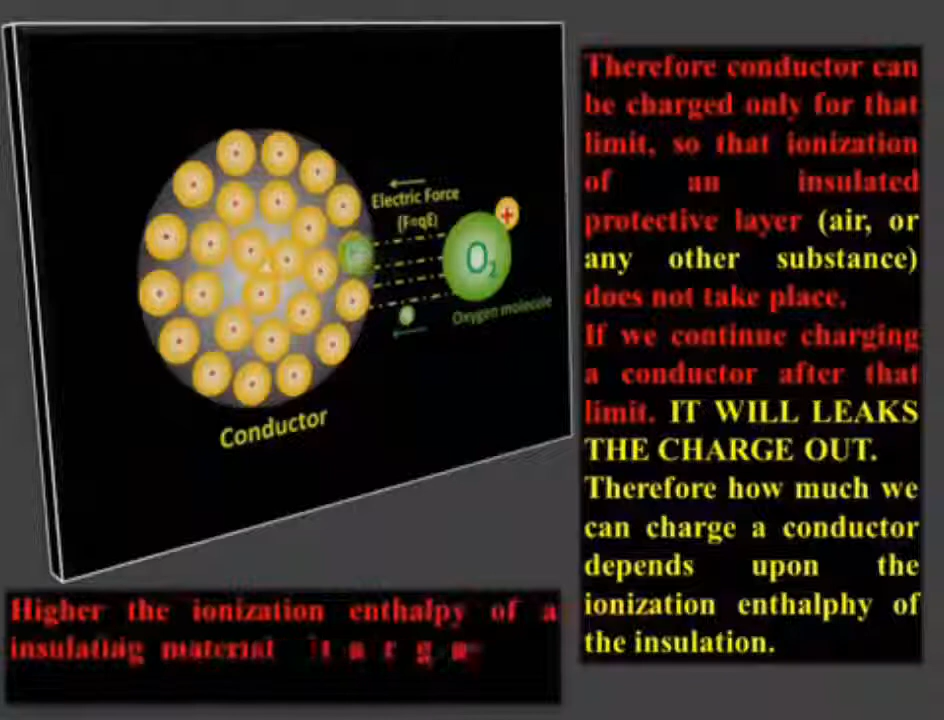 Electric Force
(F=qE)
+
O2
Oxygen molecule
Conductor
Therefore conductor can
be charged only for that
limit, so that ionization
of an insulated
protective layer (air, or
any other substance)
does not take place.
If we continue charging
a conductor after that
limit. IT WILL LEAKS
THE CHARGE OUT.
Therefore how much we
can charge a conductor
depends upon the
ionization enthalphy of
the insulation.
Higher the ionization enthalpy of a
insulating material